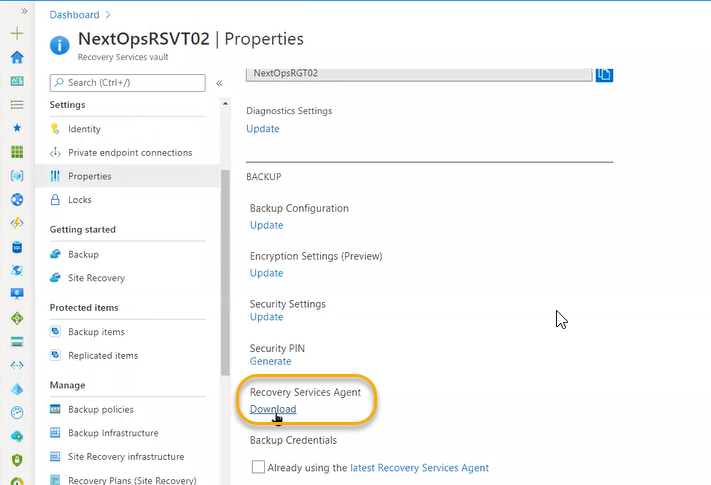 Dashboard >
NextOpsRSVT02 | Properties
Recovery Services vault
Search (Ctrl+/)
«
Settings
Identity
Private endpoint connections
Properties
Locks
Getting started
Backup
Site Recovery
Protected items
Backup items
Replicated items
Manage
Backup policies
Backup Infrastructure
Site Recovery infrastructure
Recovery Plans (Site Recovery)
NextOpsRGT02
Diagnostics Settings
Update
BACKUP
Backup Configuration
Update
Encryption Settings (Preview)
Update
Security Settings
Update
Security PIN
Generate
Recovery Services Agent
Download
Backup Credentials
Already using the latest Recovery Services Agent